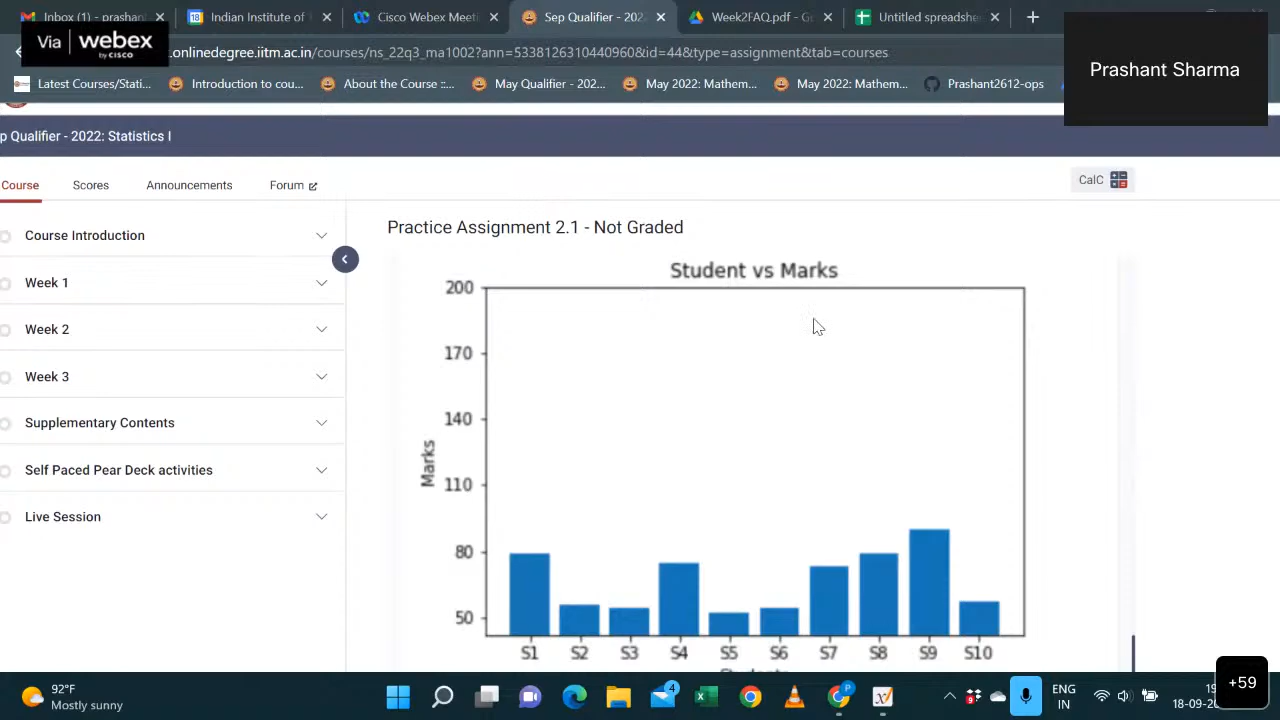 Inbox (1) - prashant
Indian Institute of
Cisco Webex Meeti
Sep Qualifier - 202
Week2FAQ.pdf - G
Untitled spreadshe
Via webex
by CISCO
.onlinedegree.iitm.ac.in/courses/ns_22q3_ma1002?ann=533812631044096&id=44&type=assignment&tab=courses
Prashant Sharma
Latest Courses/Stati...
Introduction to cou...
About the Course ::...
May Qualifier - 202...
May 2022: Mathem...
May 2022: Mathem...
Prashant2612-ops
p Qualifier - 2022: Statistics I
Course
Scores
Announcements
Forum
CalC
Course Introduction
Week 1
Week 2
Week 3
Supplementary Contents
Self Paced Pear Deck activities
Live Session
Practice Assignment 2.1 - Not Graded
Student vs Marks
200
170
140
110
80
50
Marks
S1 S2 S3 S4 S5 S6 S7 S8 S9 S10
92°F
Mostly sunny
4
ENG
IN
18-09-20
+59